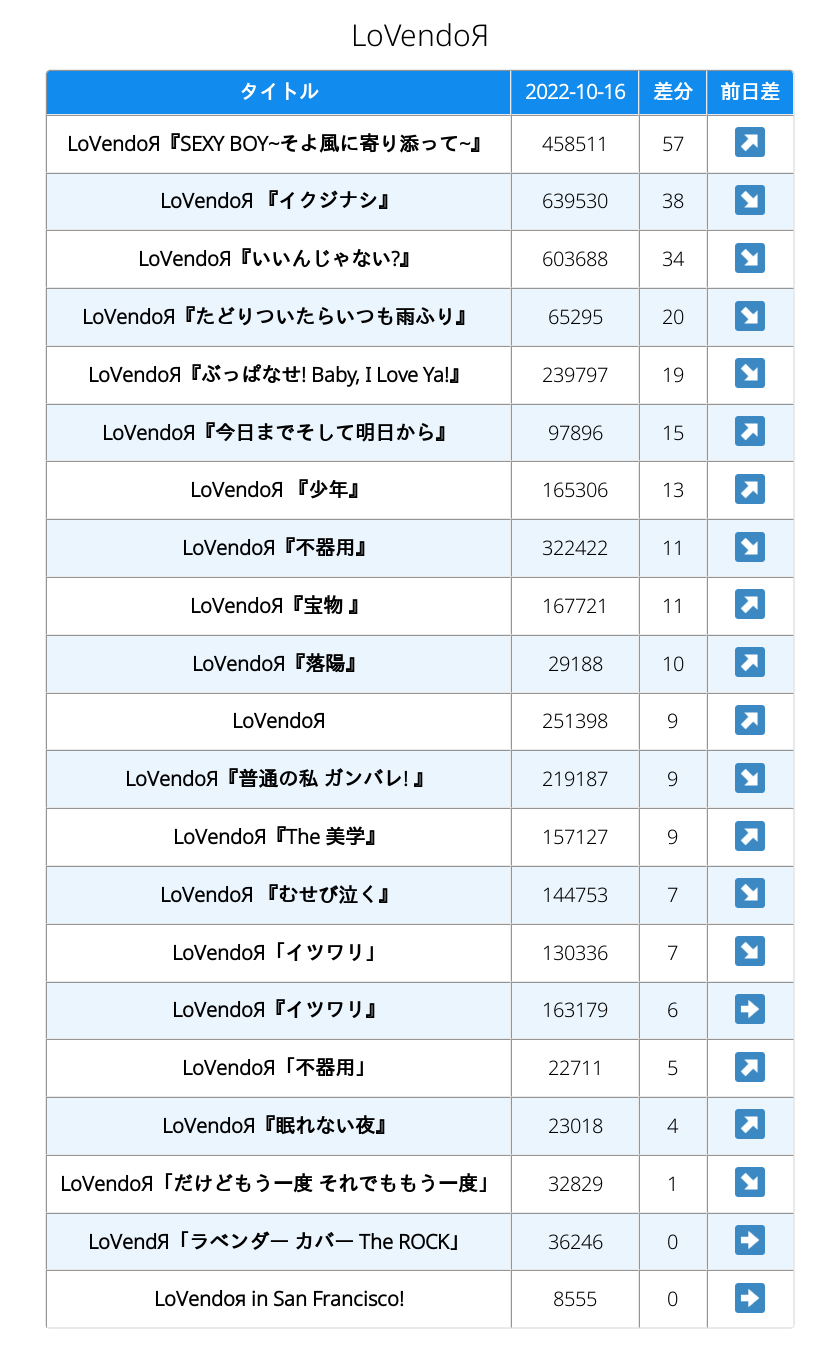 LoVendoЯ
タイトル 2022-10-16 差分 前日差
LoVendoЯ『SEXY BOY~そよ風に寄り添って~』 458511 57 ↗
LoVendoЯ 『イクジナシ』 639530 38 ↘
LoVendoЯ『いいんじゃない?』 603688 34 ↘
LoVendoЯ『たどりついたらいつも雨ふり』 65295 20 ↘
LoVendoЯ『ぶっぱなせ! Baby, I Love Ya!』 239797 19 ↘
LoVendoЯ『今日までそして明日から』 97896 15 ↗
LoVendoЯ 『少年』 165306 13 ↗
LoVendoЯ『不器用』 322422 11 ↘
LoVendoЯ『宝物 』 167721 11 ↗
LoVendoЯ『落陽』 29188 10 ↗
LoVendoЯ 251398 9 ↗
LoVendoЯ『普通の私 ガンバレ! 』 219187 9 ↘
LoVendoЯ『The 美学』 157127 9 ↗
LoVendoЯ 『むせび泣く』 144753 7 ↘
LoVendoЯ「イツワリ」 130336 7 ↘
LoVendoЯ『イツワリ』 163179 6 ➡
LoVendoЯ「不器用」 22711 5 ↗
LoVendoЯ『眠れない夜』 23018 4 ↗
LoVendoЯ「だけどもう一度 それでももう一度」 32829 1 ↘
LoVendЯ「ラベンダー カバー The ROCK」 36246 0 ➡
LoVendoя in San Francisco! 8555 0 ➡